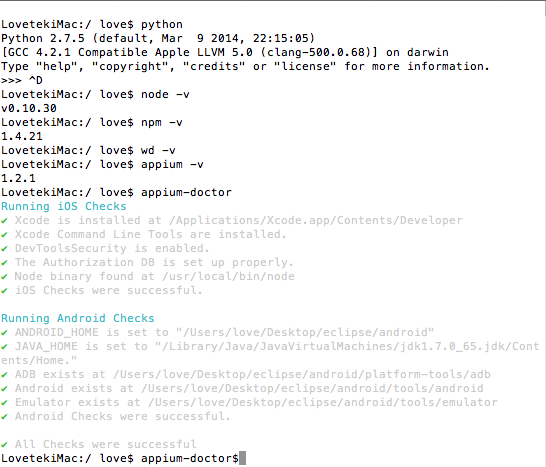 LovetekiMac:/ love$ python
Python 2.7.5 (default, Mar  9 2014, 22:15:05)
[GCC 4.2.1 Compatible Apple LLVM 5.0 (clang-500.0.68)] on darwin
Type "help", "copyright", "credits" or "license" for more information.
>>> ^D
LovetekiMac:/ love$ node -v
v0.10.30
LovetekiMac:/ love$ npm -v
1.4.21
LovetekiMac:/ love$ wd -v
LovetekiMac:/ love$ appium -v
1.2.1
LovetekiMac:/ love$ appium-doctor
Running iOS Checks
✔ Xcode is installed at /Applications/Xcode.app/Contents/Developer
✔ Xcode Command Line Tools are installed.
✔ DevToolsSecurity is enabled.
✔ The Authorization DB is set up properly.
✔ Node binary found at /usr/local/bin/node
✔ iOS Checks were successful.
Running Android Checks
✔ ANDROID_HOME is set to "/Users/love/Desktop/eclipse/android"
✔ JAVA_HOME is set to "/Library/Java/JavaVirtualMachines/jdk1.7.0_65.jdk/Cont
ents/Home."
✔ ADB exists at /Users/love/Desktop/eclipse/android/platform-tools/adb
✔ Android exists at /Users/love/Desktop/eclipse/android/tools/android
✔ Emulator exists at /Users/love/Desktop/eclipse/android/tools/emulator
✔ Android Checks were successful.
✔ All Checks were successful
LovetekiMac:/ love$ appium-doctor$